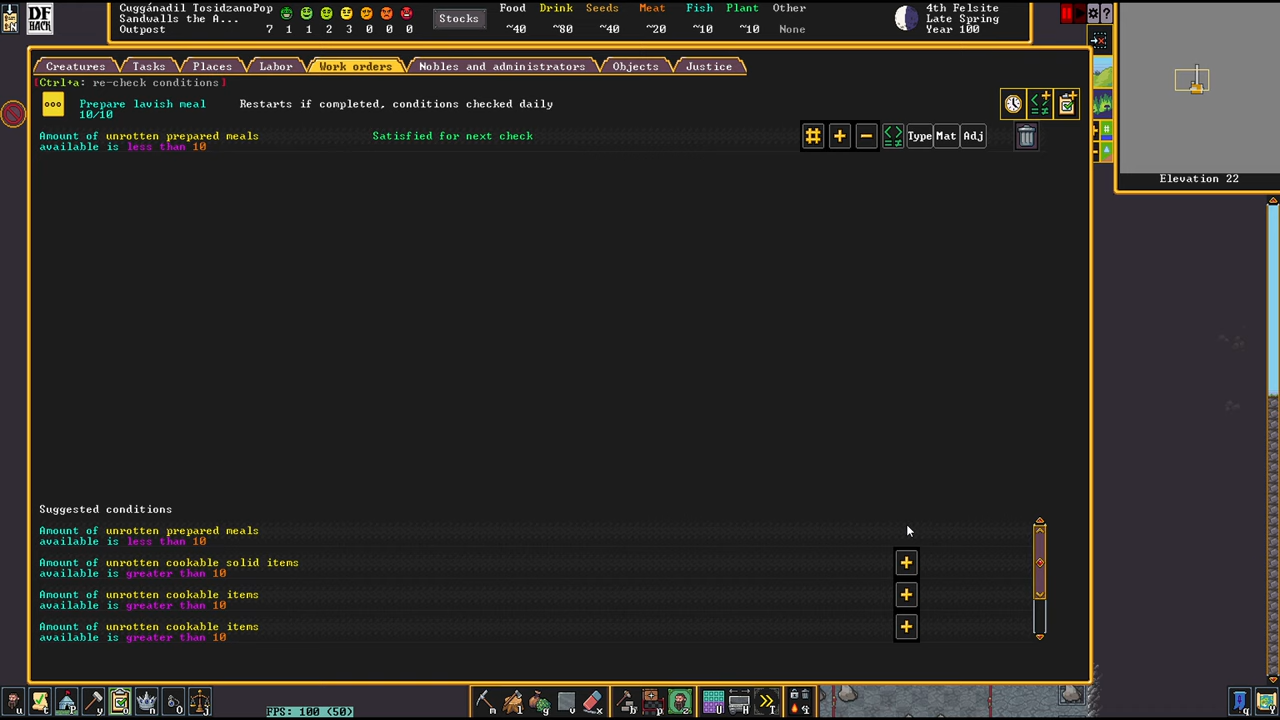 DF
HACK
Cuggánadil TosidzanoPop
Sandwalls the A...
Outpost 7 1 1 2 3 0 0 0
Stocks
Food Drink Seeds Meat Fish Plant Other
~40 ~80 ~40 ~20 ~10 ~10 None
4th Felsite
Late Spring
Year 100
Creatures Tasks Places Labor Work orders Nobles and administrators Objects Justice
[Ctrl+a: re-check conditions]
Prepare lavish meal Restarts if completed, conditions checked daily
10/10
Amount of unrotten prepared meals Satisfied for next check
available is less than 10
Type Mat Adj
Elevation 22
Suggested conditions
Amount of unrotten prepared meals
available is less than 10
Amount of unrotten cookable solid items
available is greater than 10
Amount of unrotten cookable items
available is greater than 10
Amount of unrotten cookable items
available is greater than 10
FPS: 100 (50)